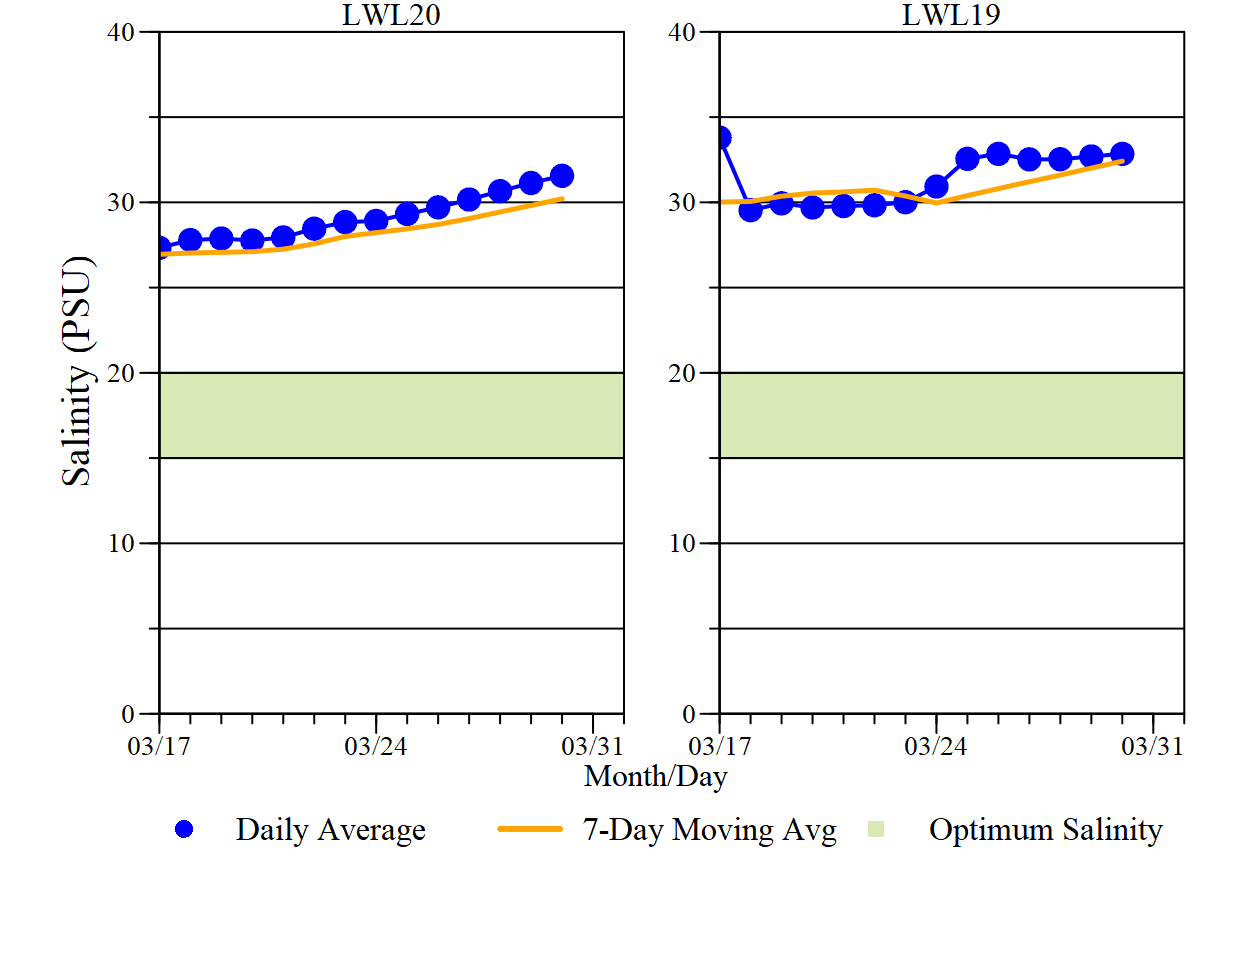 LWL20 LWL19
40 40
30 30
20 20
10 10
0 0
Salinity (PSU)
03/17 03/24 03/31 03/17 03/24 03/31
Month/Day
Daily Average 7-Day Moving Avg Optimum Salinity